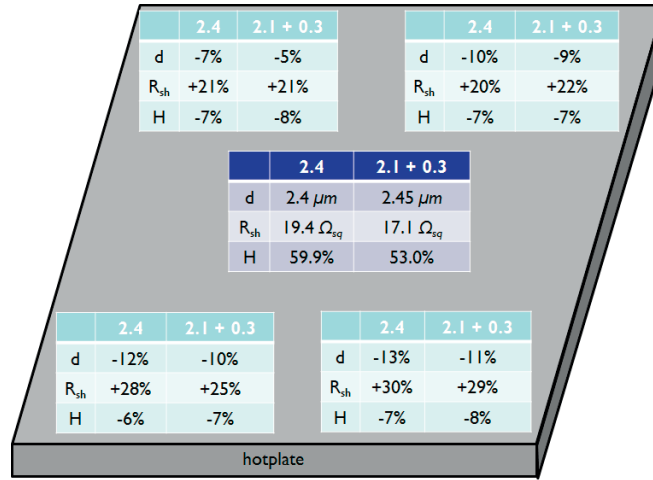 2.4 2.1 + 0.3
d -7% -5%
Rsh +21% +21%
H -7% -8%
2.4 2.1 + 0.3
d -10% -9%
Rsh +20% +22%
H -7% -7%
2.4 2.1 + 0.3
d 2.4 µm 2.45 µm
Rsh 19.4 Ωsq 17.1 Ωsq
H 59.9% 53.0%
2.4 2.1 + 0.3
d -12% -10%
Rsh +28% +25%
H -6% -7%
2.4 2.1 + 0.3
d -13% -11%
Rsh +30% +29%
H -7% -8%
hotplate